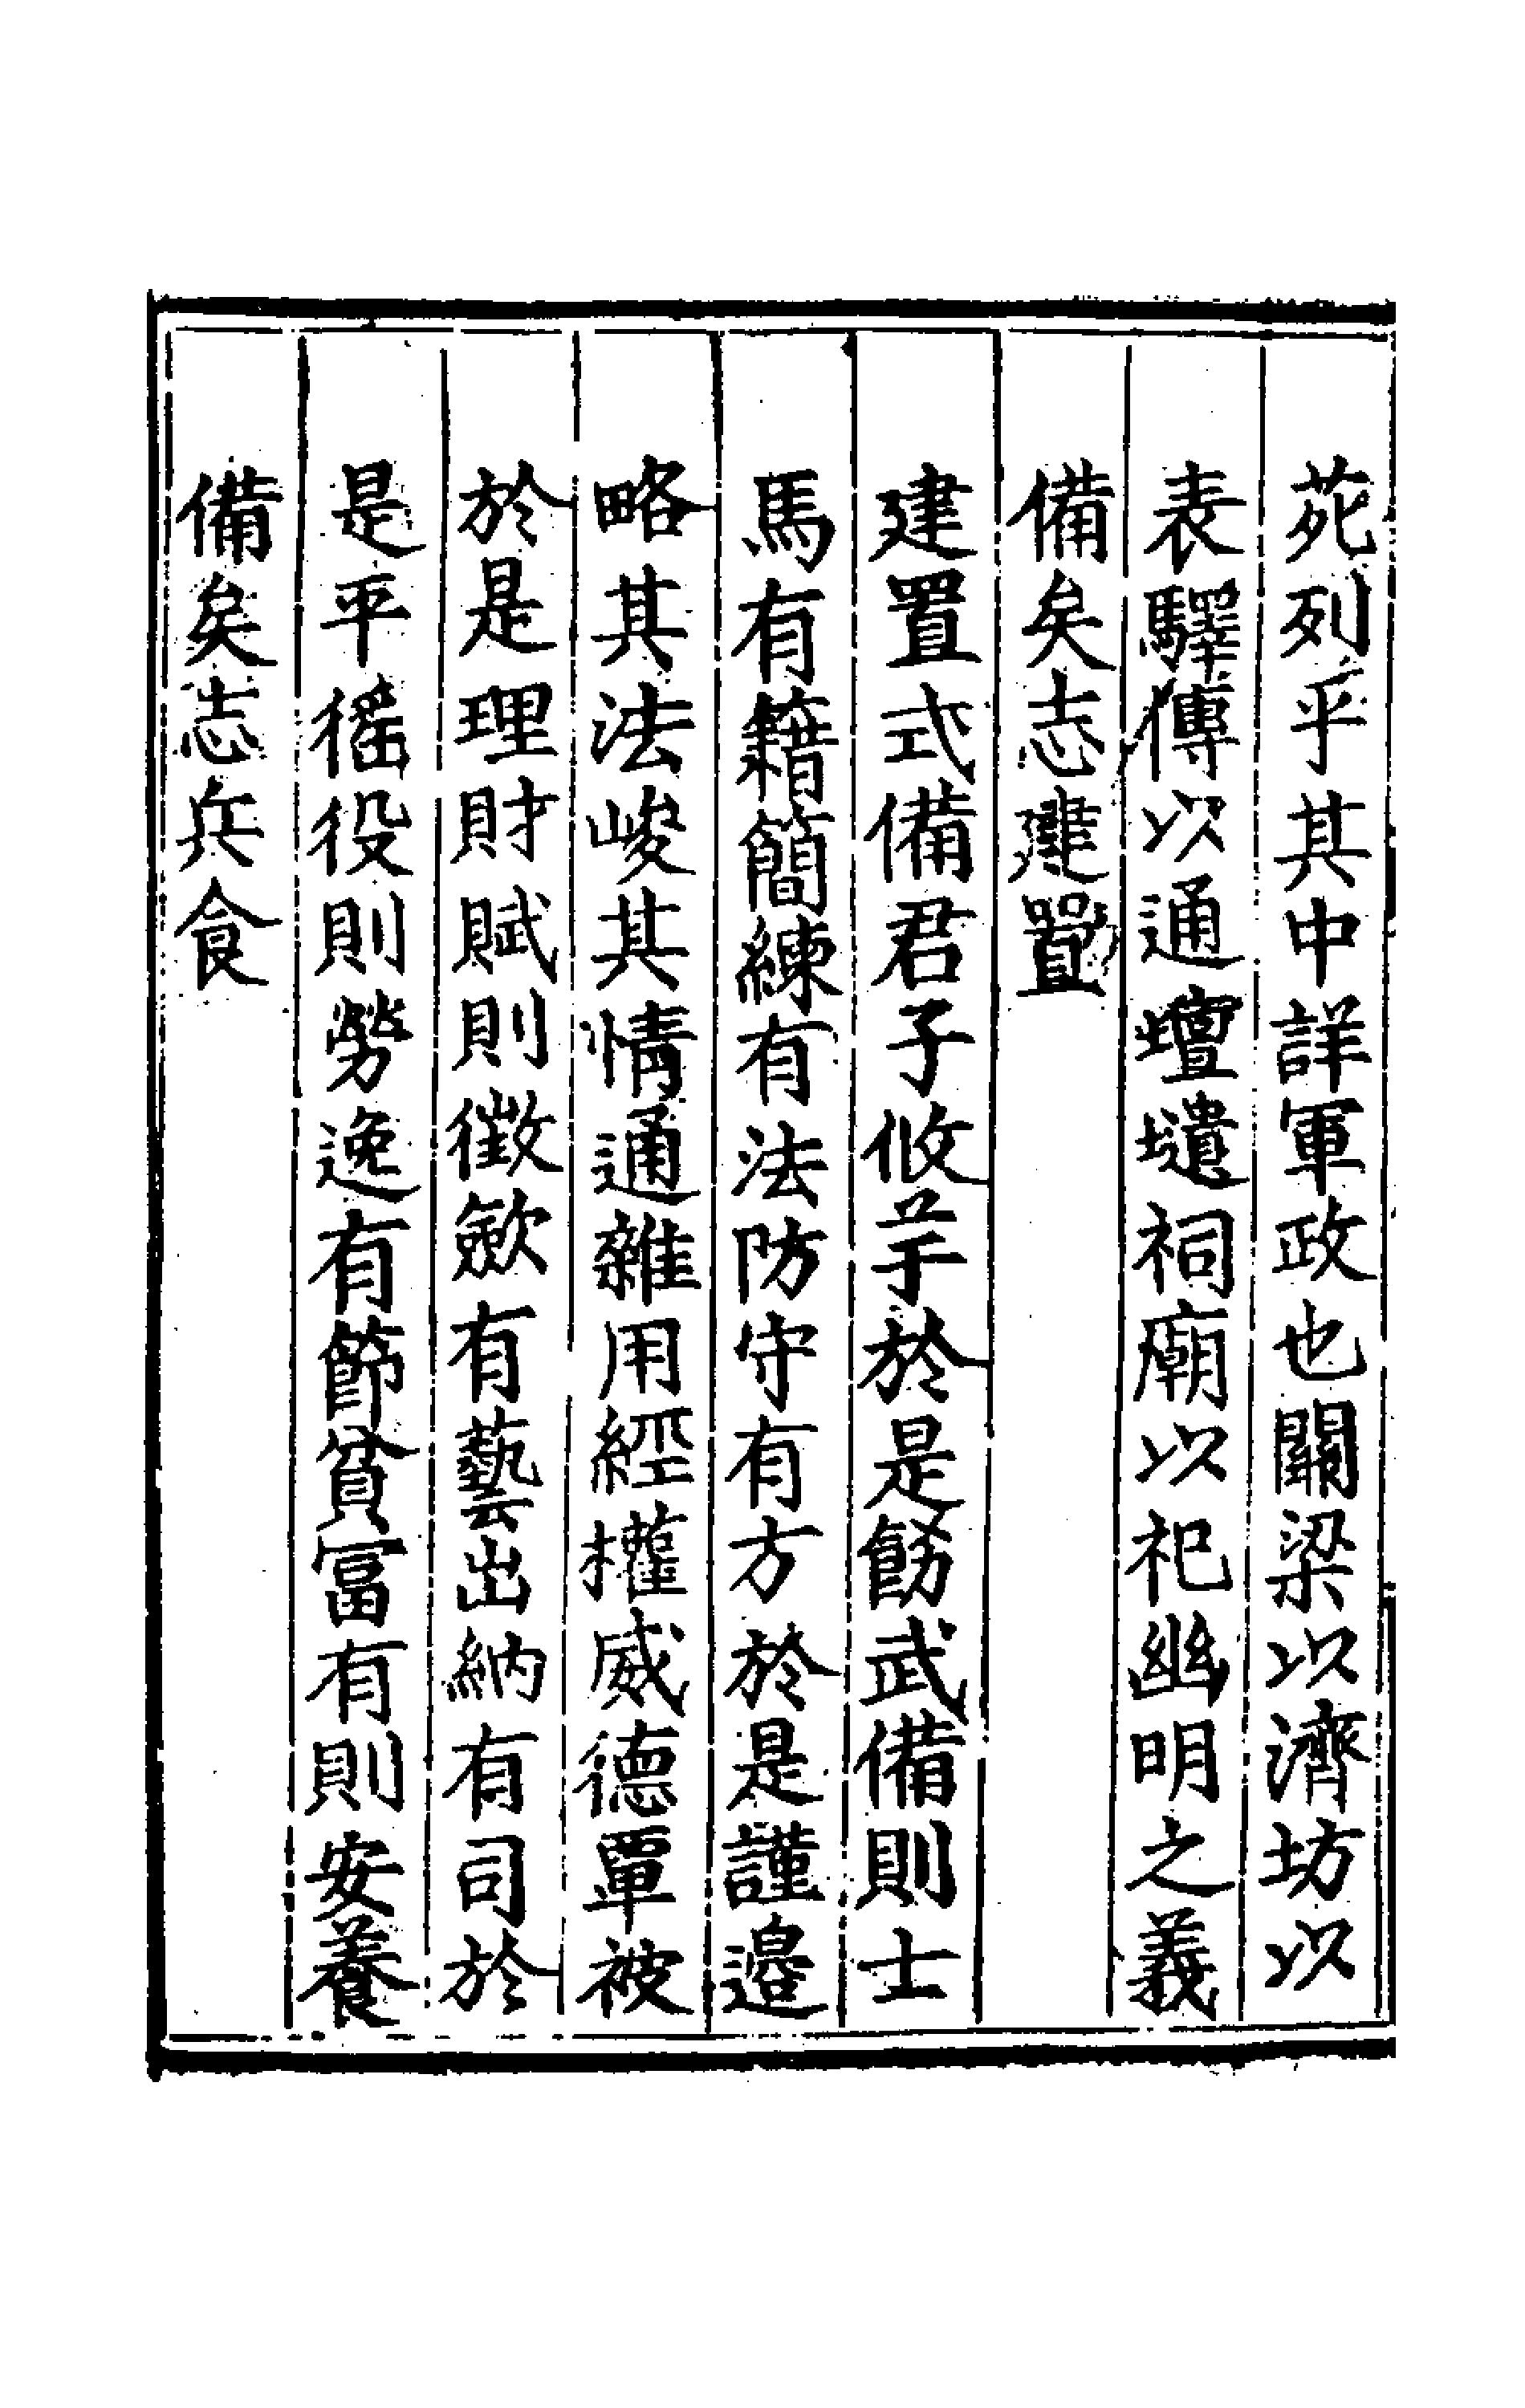 苑列乎其中詳軍政也關梁以濟坊以
表驛傳以通壇壝祠廟以祀幽明之義
備矣志建置
建置式備君子攸芋於是飭武備則士
馬有籍簡練有法防守有方於是謹邊
略其法峻其情通雜用經權威德覃被
於是理財賦則徵歛有藝出納有司於
是平徭役則勞逸有節貧富有則安養
備矣志兵食